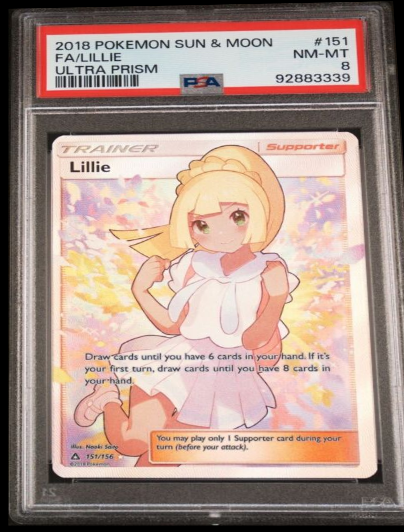 2018 POKEMON SUN & MOON #151
FA/LILLIE NM-MT
ULTRA PRISM PSA 8
92883339
TRAINER Supporter
Lillie
Draw cards until you have 6 cards in your hand. If it's
your first turn, draw cards until you have 8 cards in
your hand.
You may play only 1 Supporter card during your
turn (before your attack).
Illus. Naoki Saito
151/156
©2018 Pokémon